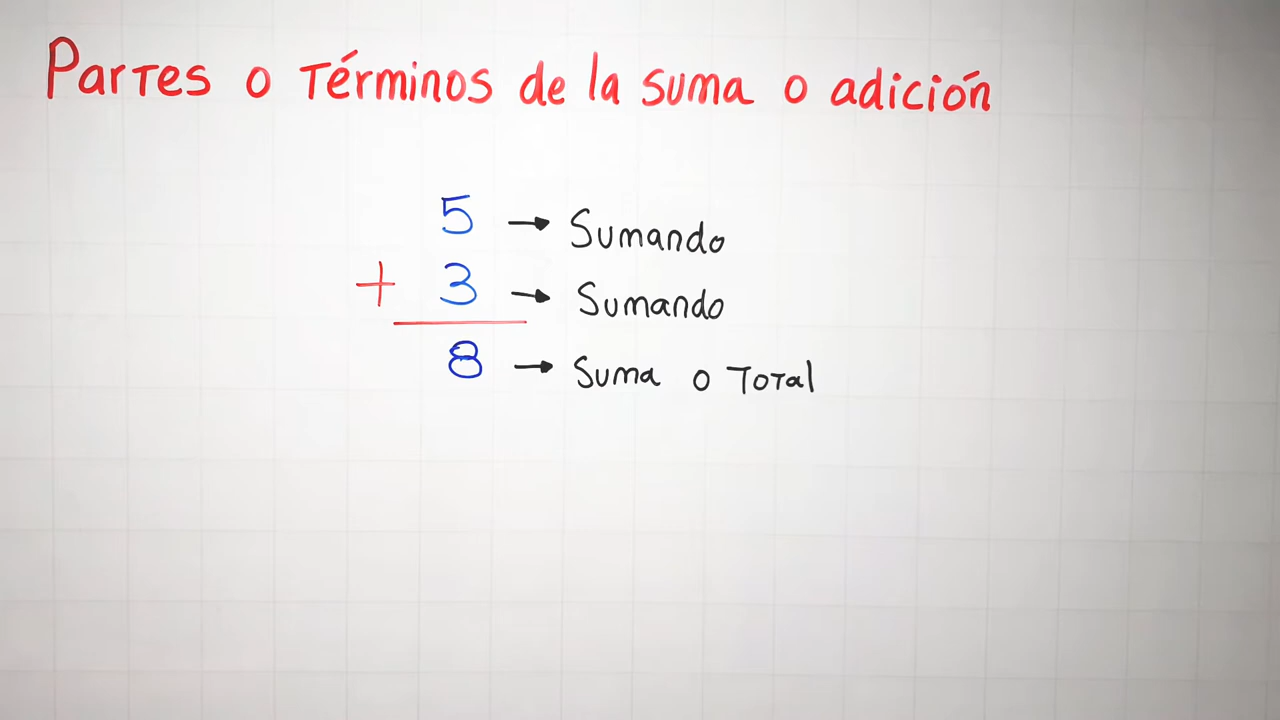 Partes o términos de la suma o adición
5 → Sumando
+ 3 → Sumando
8 → Suma o Total